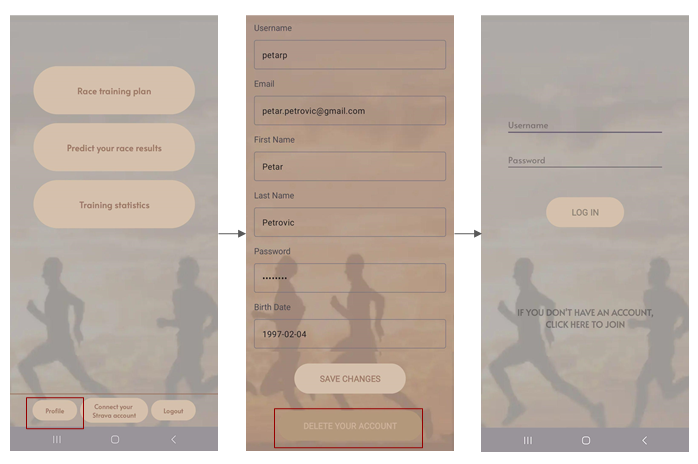 Race training plan
Predict your race results
Training statistics
Profile
Connect your
Strava account
Logout
Username
petarp
Email
petar.petrovic@gmail.com
First Name
Petar
Last Name
Petrovic
Password
••••••••
Birth Date
1997-02-04
SAVE CHANGES
DELETE YOUR ACCOUNT
Username
Password
LOG IN
IF YOU DON'T HAVE AN ACCOUNT,
CLICK HERE TO JOIN